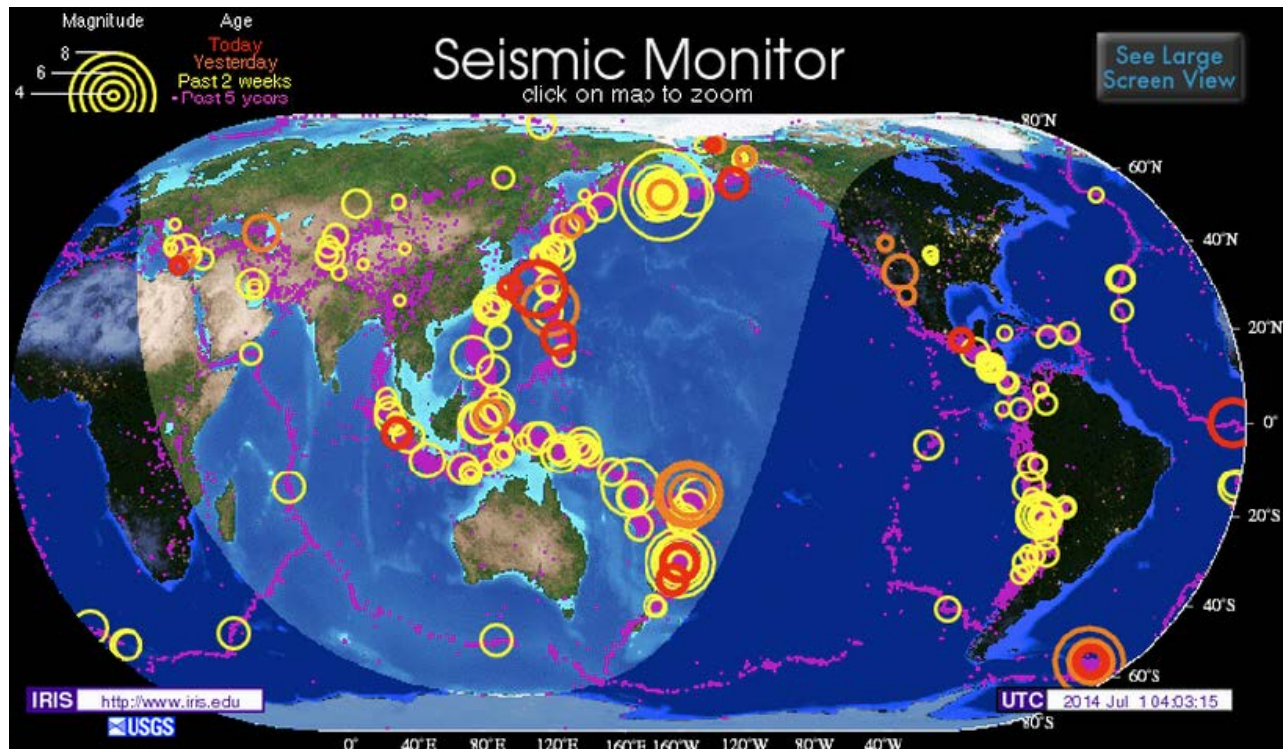 Magnitude
Age
8
6
4
Today
Yesterday
Past 2 weeks
Past 5 years
Seismic Monitor
click on map to zoom
See Large
Screen View
80°N
60°N
40°N
20°N
0°
20°S
40°S
60°S
80°S
IRIS http://www.iris.edu
USGS
UTC 2014 Jul 1 04:03:15
0° 40°E 80°E 120°E 160°E 160°W 120°W 80°W 40°W